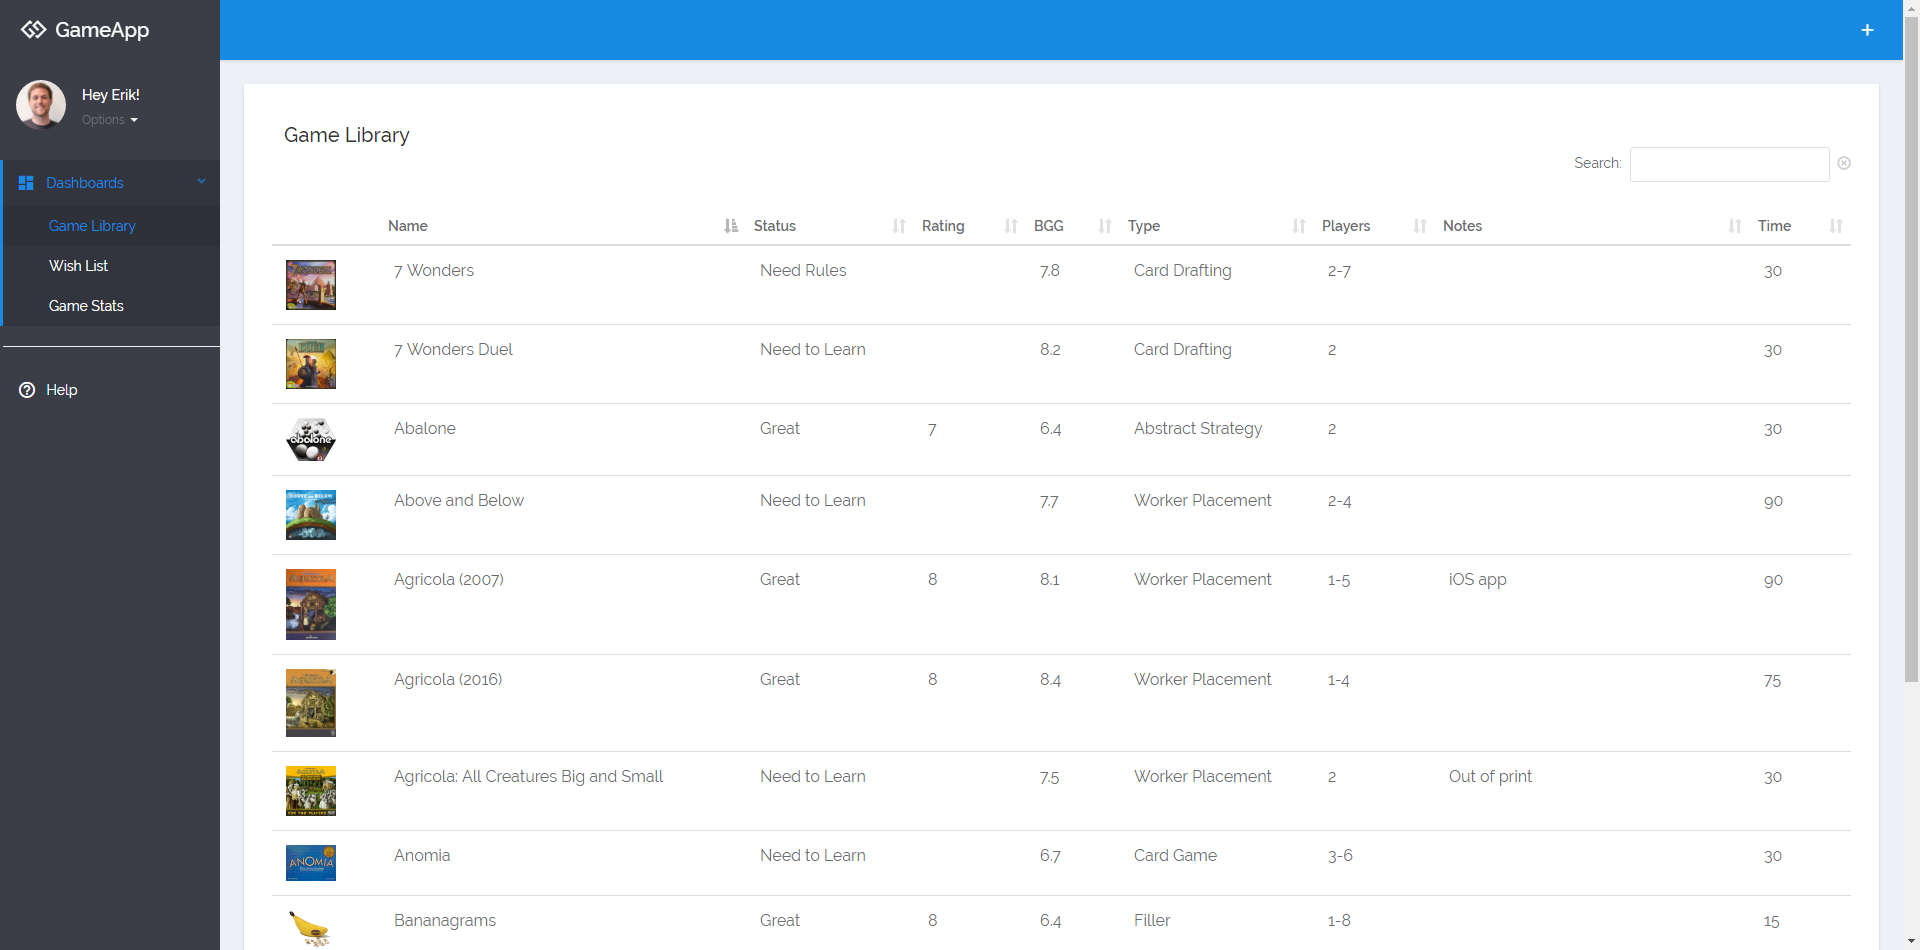 GameApp
Hey Erik!
Options
Dashboards
Game Library
Wish List
Game Stats
Help
+
Game Library
Search:
Name Status Rating BGG Type Players Notes Time
7 Wonders Need Rules 7.8 Card Drafting 2-7 30
7 Wonders Duel Need to Learn 8.2 Card Drafting 2 30
abalone
Abalone Great 7 6.4 Abstract Strategy 2 30
Above and Below Need to Learn 7.7 Worker Placement 2-4 90
AGRICOLA
Agricola (2007) Great 8 8.1 Worker Placement 1-5 iOS app 90
AGRICOLA
Agricola (2016) Great 8 8.4 Worker Placement 1-4 75
Agricola: All Creatures Big and Small Need to Learn 7.5 Worker Placement 2 Out of print 30
ANOMIA
Anomia Need to Learn 6.7 Card Game 3-6 30
Bananagrams Great 8 6.4 Filler 1-8 15